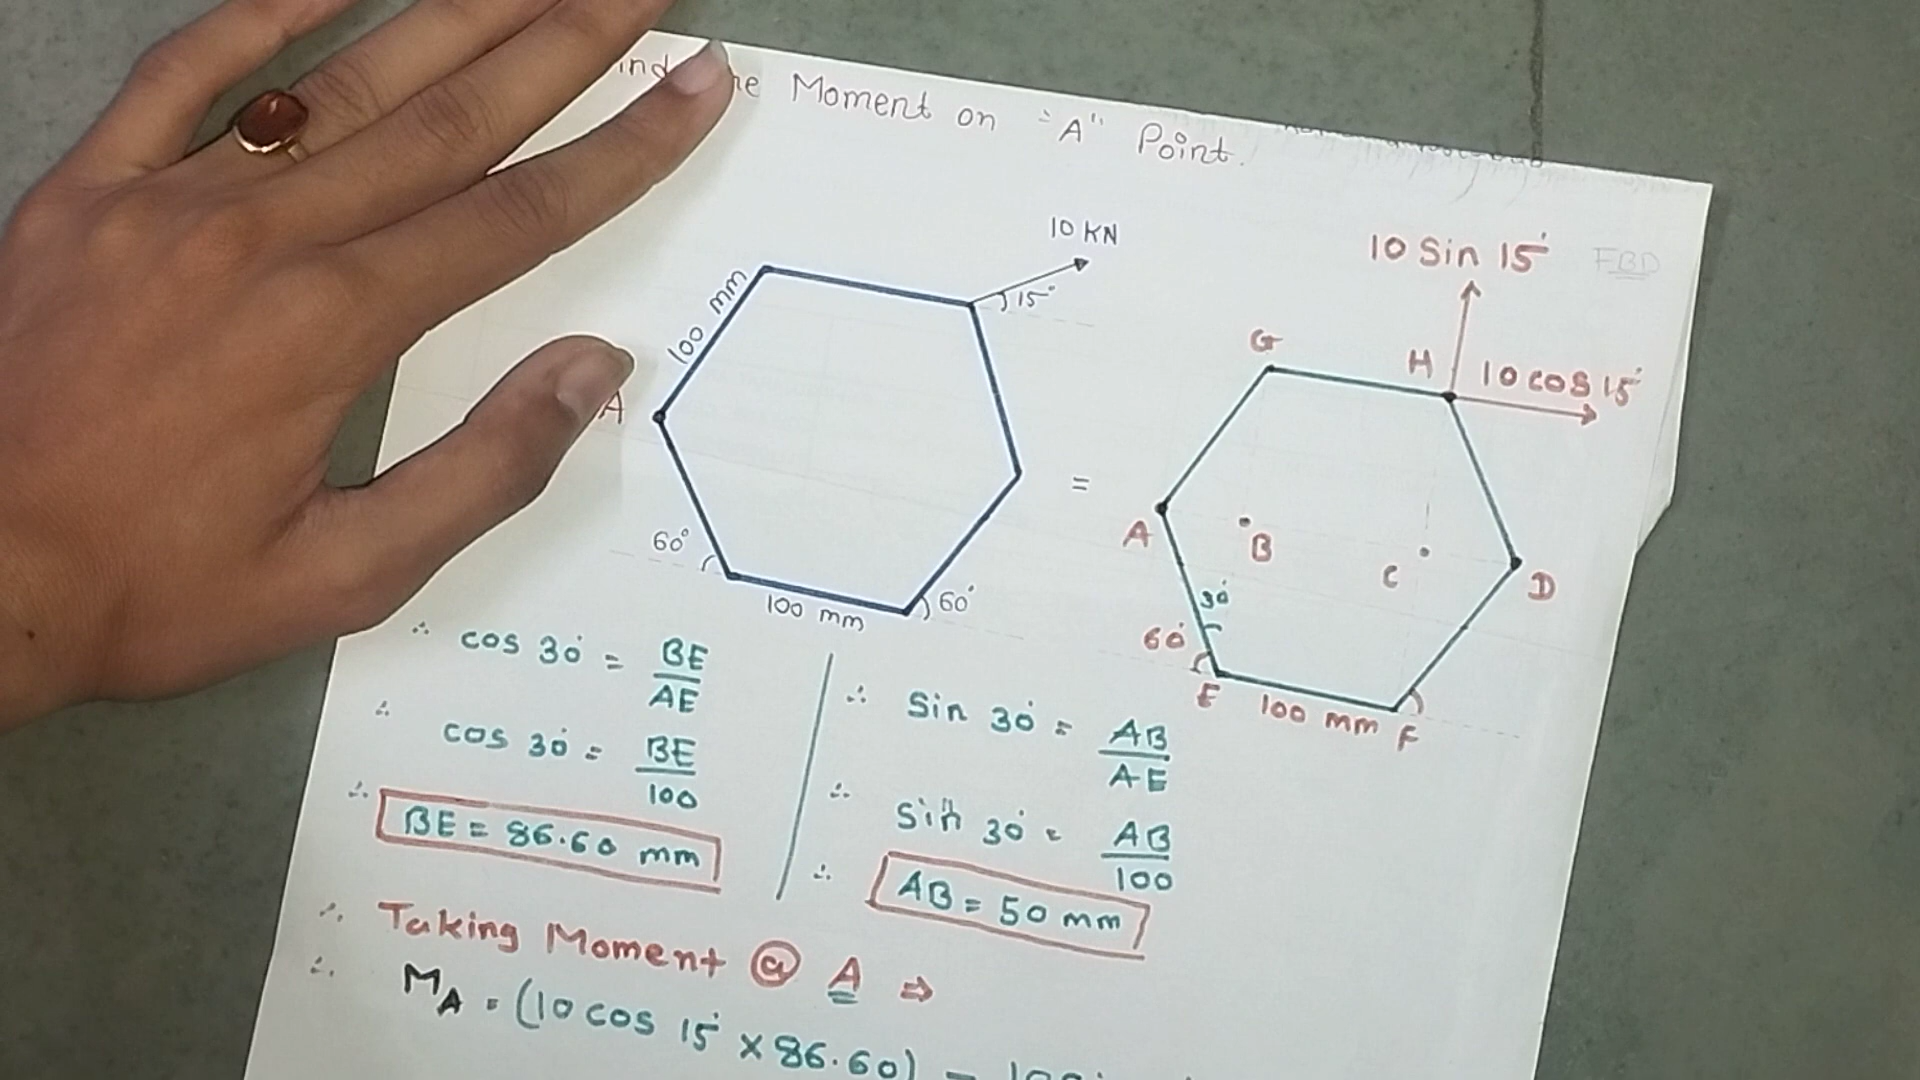 Moment on "A" Point.
10 KN
15°
100 mm
A
60°
100 mm
60°
=
10 Sin 15°
FBD
G
H
10 cos 15°
A
B
C
D
30°
60°
E
100 mm
F
∴ cos 30° = BE / AE
∴ cos 30° = BE / 100
∴ BE = 86.60 mm
∴ Sin 30° = AB / AE
∴ Sin 30° = AB / 100
∴ AB = 50 mm
∴ Taking Moment @ A ⇒
∴ MA = (10 cos 15° × 86.60) -